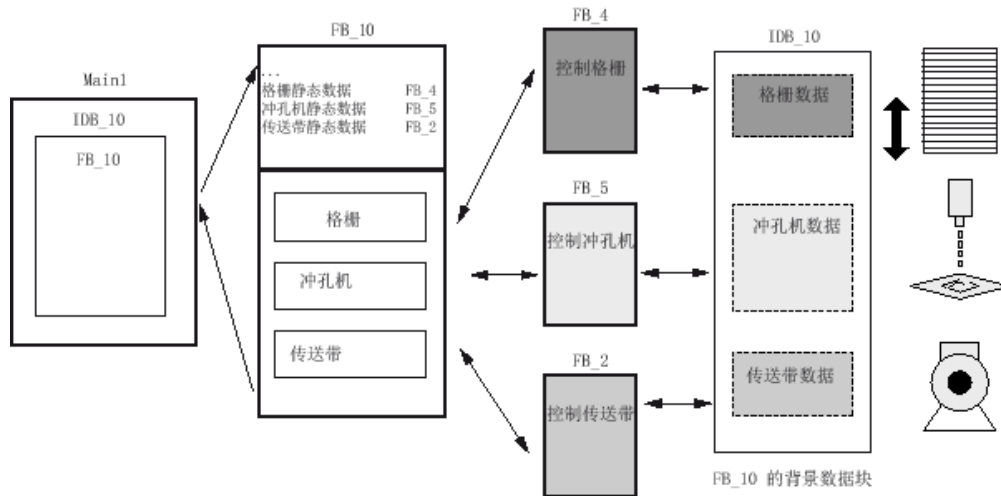 Main1
IDB_10
FB_10
FB_10
...
格栅静态数据 FB_4
冲孔机静态数据 FB_5
传送带静态数据 FB_2
格栅
冲孔机
传送带
FB_4
控制格栅
FB_5
控制冲孔机
FB_2
控制传送带
IDB_10
格栅数据
冲孔机数据
传送带数据
FB_10 的背景数据块